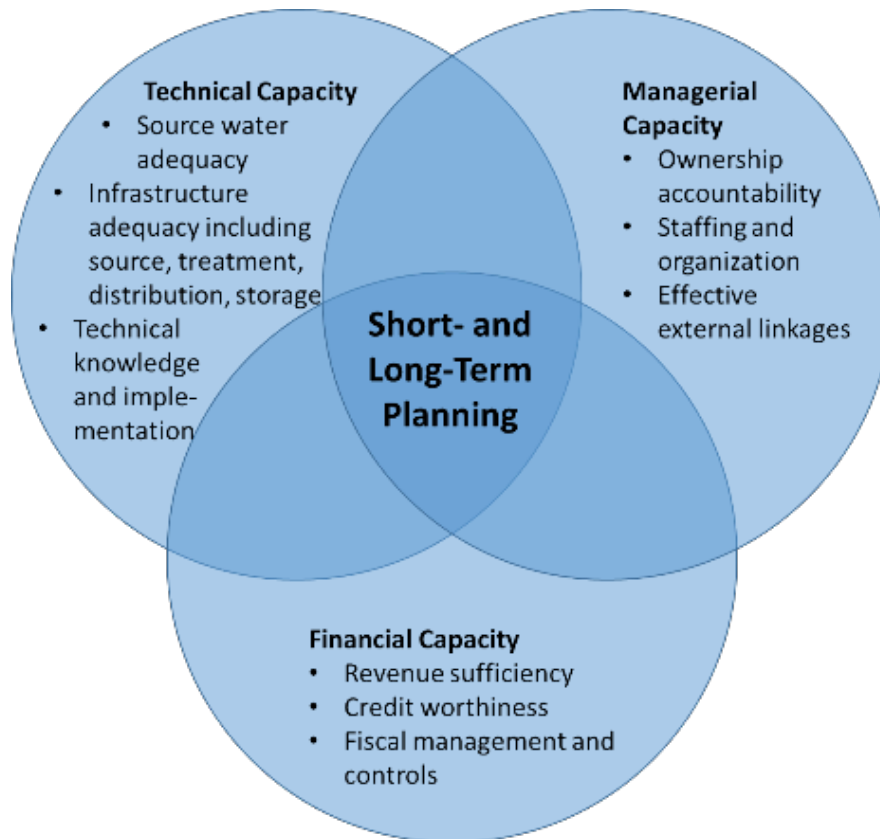 Technical Capacity
• Source water
adequacy
• Infrastructure
adequacy including
source, treatment,
distribution, storage
• Technical
knowledge
and imple-
mentation
Managerial
Capacity
• Ownership
accountability
• Staffing and
organization
• Effective
external linkages
Short- and
Long-Term
Planning
Financial Capacity
• Revenue sufficiency
• Credit worthiness
• Fiscal management and
controls